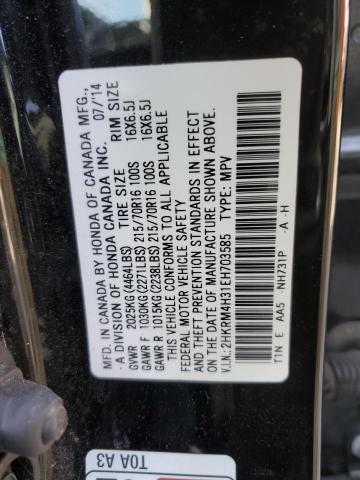 MFD. IN CANADA BY HONDA OF CANADA MFG.,
-A DIVISION OF HONDA CANADA INC. 07/'14
TIRE SIZE RIM SIZE
GVWR 2025KG(4464LBS)
GAWR F 1030KG(2271LBS) 215/70R16 100S 16X6.5J
GAWR R 1015KG(2238LBS) 215/70R16 100S 16X6.5J
THIS VEHICLE CONFORMS TO ALL APPLICABLE
FEDERAL MOTOR VEHICLE SAFETY
AND THEFT PREVENTION STANDARDS IN EFFECT
ON THE DATE OF MANUFACTURE SHOWN ABOVE.
V.I.N.: 2HKRM4H31EH703585 TYPE: MPV
T1N E AA5 -NH731P -A -H
T0A A3